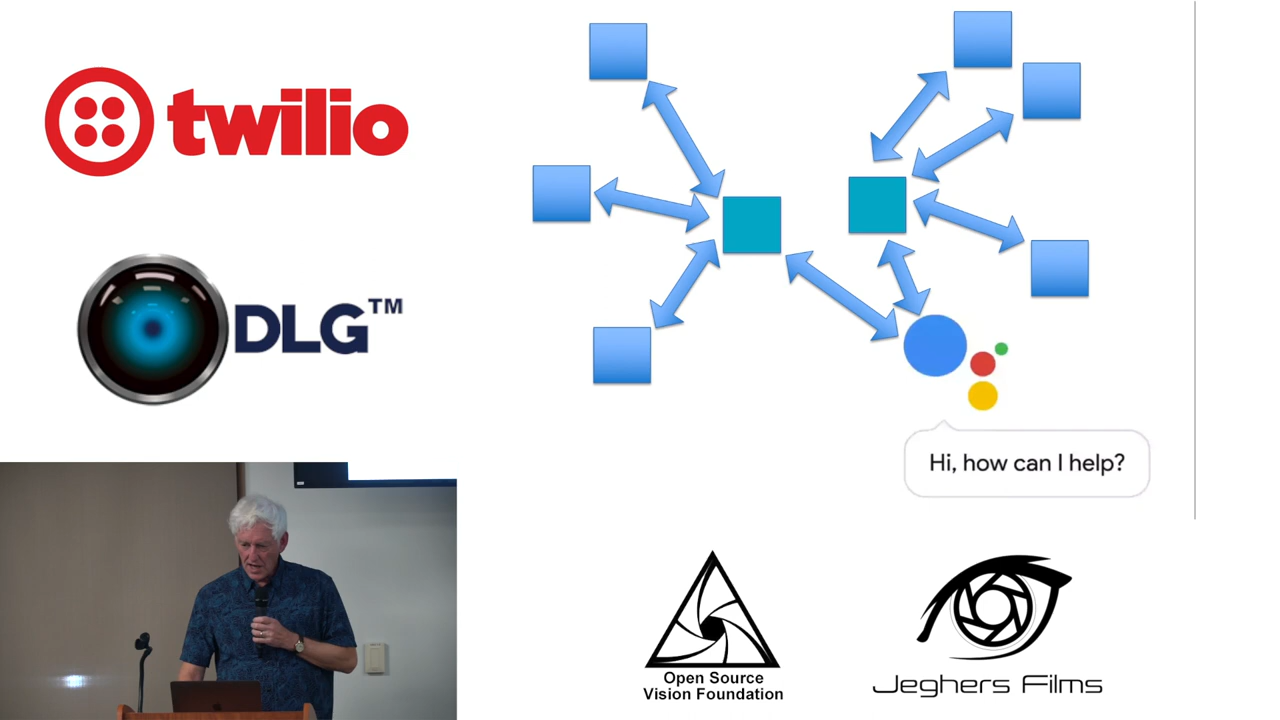 twilio
DLG™
Hi, how can I help?
Open Source
Vision Foundation
Jeghers Films